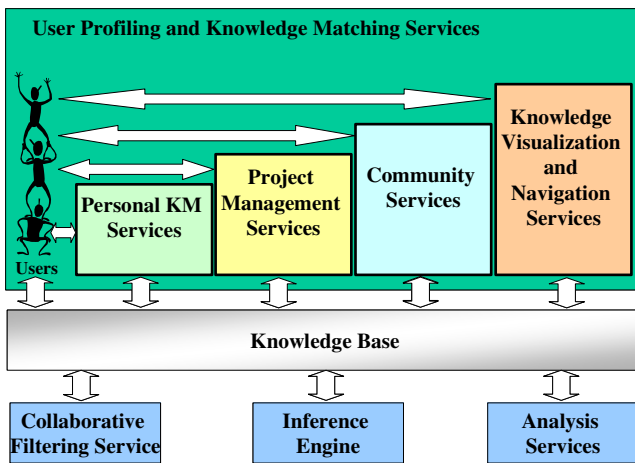 User Profiling and Knowledge Matching Services
Knowledge
Visualization
and
Navigation
Services
Community
Services
Project
Management
Services
Personal KM
Services
Users
Knowledge Base
Collaborative
Filtering Service
Inference
Engine
Analysis
Services